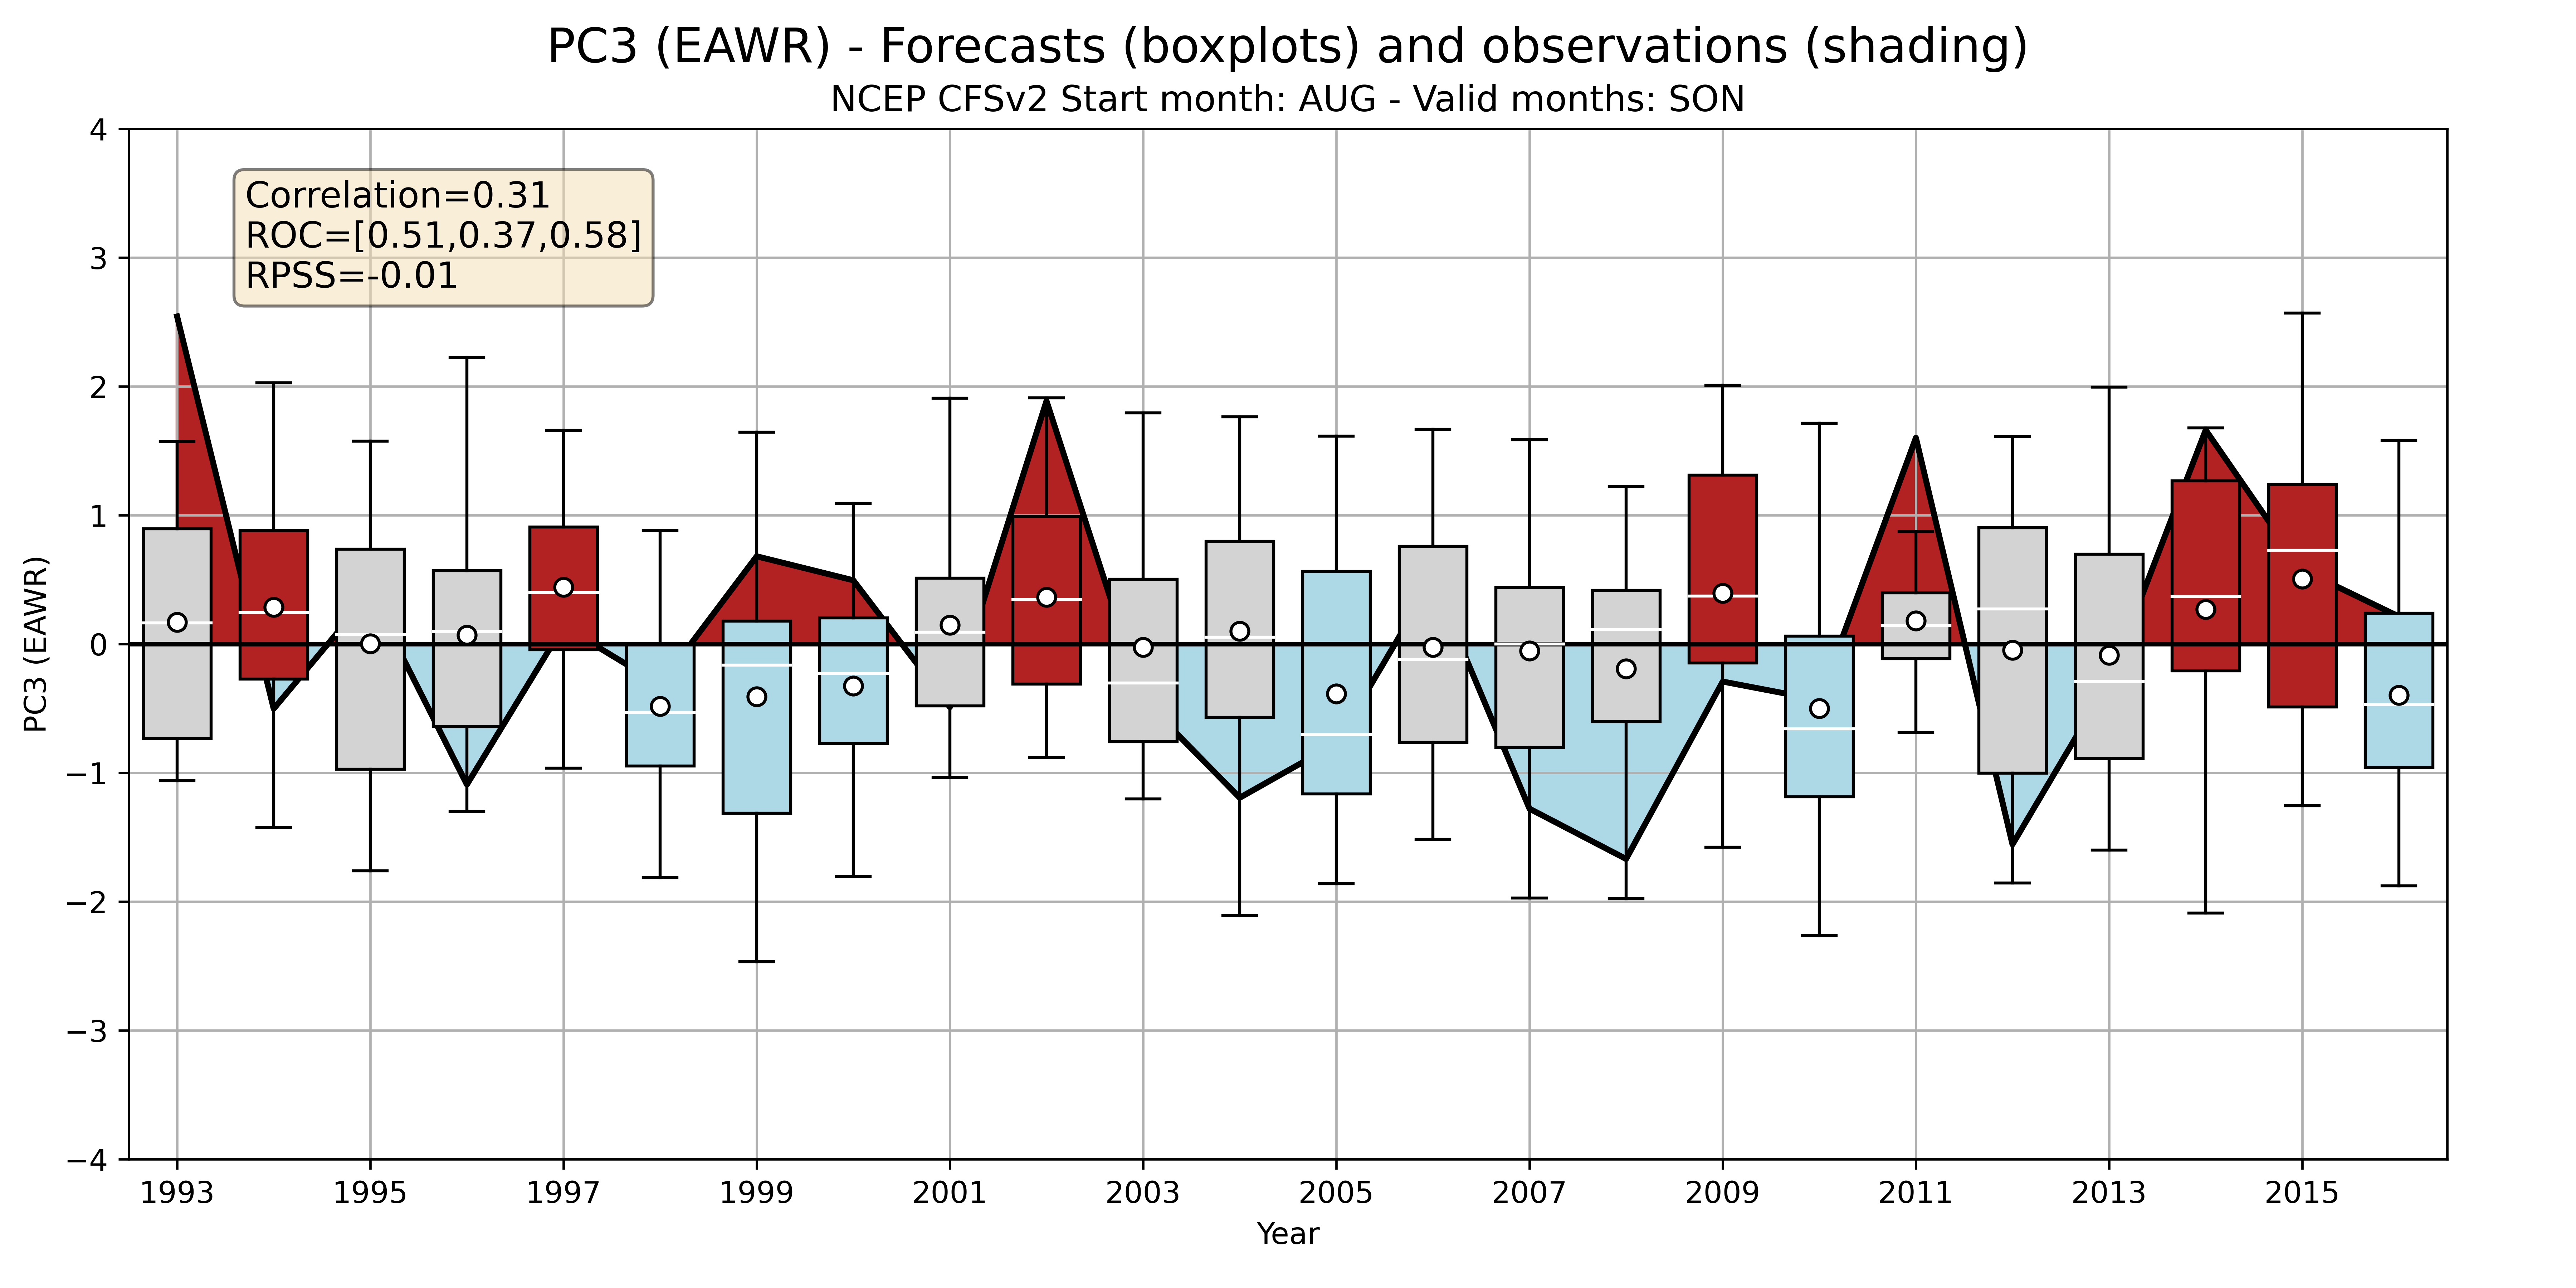 PC3 (EAWR) - Forecasts (boxplots) and observations (shading)
NCEP CFSv2 Start month: AUG - Valid months: SON
Correlation=0.31
ROC=[0.51,0.37,0.58]
RPSS=-0.01
PC3 (EAWR)
4
3
2
1
0
−1
−2
−3
−4
1993 1995 1997 1999 2001 2003 2005 2007 2009 2011 2013 2015
Year